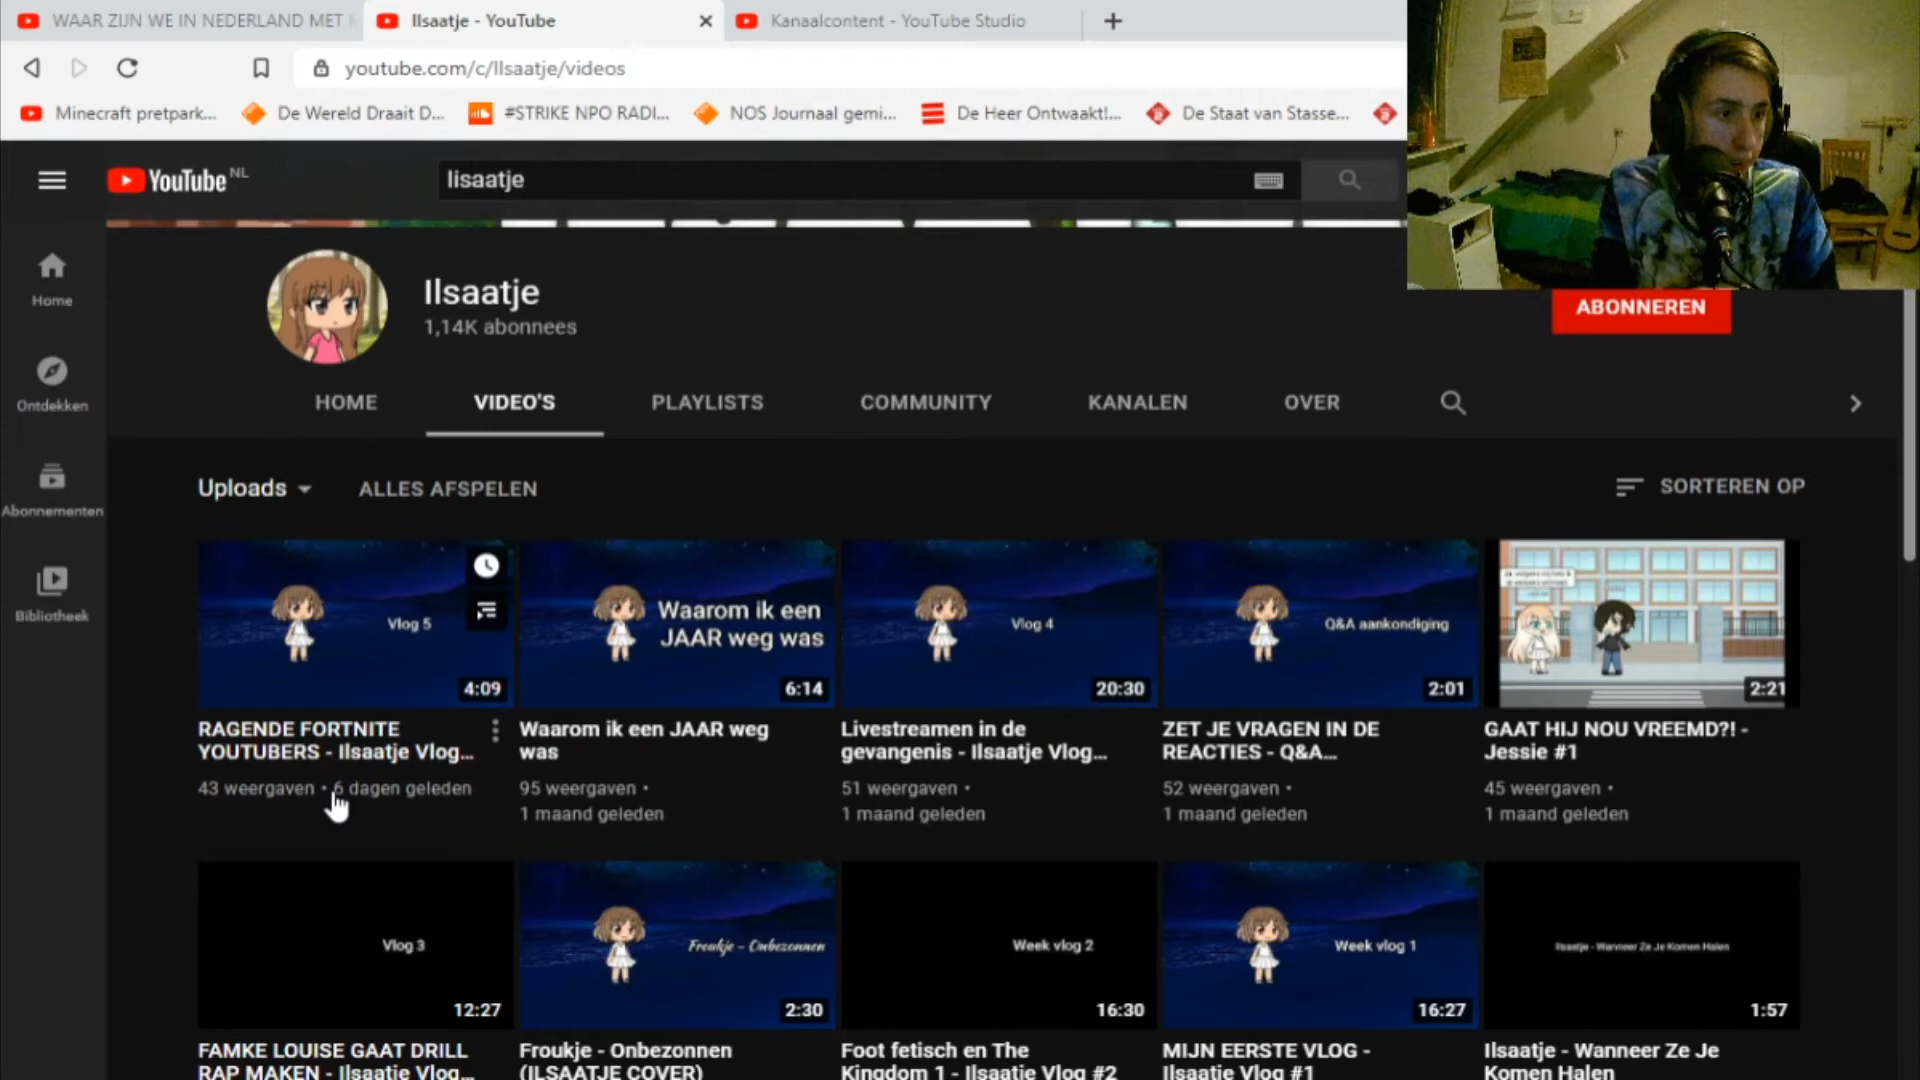 WAAR ZIJN WE IN NEDERLAND MET
Ilsaatje - YouTube
Kanaalcontent - YouTube Studio
youtube.com/c/Ilsaatje/videos
Minecraft pretpark...
De Wereld Draait D...
#STRIKE NPO RADI...
NOS Journaal gemi...
De Heer Ontwaakt!...
De Staat van Stasse...
YouTube NL
lisaatje
Home
Ontdekken
Abonnementen
Bibliotheek
Ilsaatje
1,14K abonnees
ABONNEREN
HOME
VIDEO'S
PLAYLISTS
COMMUNITY
KANALEN
OVER
Uploads
ALLES AFSPELEN
SORTEREN OP
Vlog 5
4:09
Waarom ik een
JAAR weg was
6:14
Vlog 4
20:30
Q&A aankondiging
2:01
2:21
RAGENDE FORTNITE
YOUTUBERS - Ilsaatje Vlog...
43 weergaven • 6 dagen geleden
Waarom ik een JAAR weg
was
95 weergaven •
1 maand geleden
Livestreamen in de
gevangenis - Ilsaatje Vlog...
51 weergaven •
1 maand geleden
ZET JE VRAGEN IN DE
REACTIES - Q&A...
52 weergaven •
1 maand geleden
GAAT HIJ NOU VREEMD?! -
Jessie #1
45 weergaven •
1 maand geleden
Vlog 3
12:27
Froukje - Onbezonnen
2:30
Week vlog 2
16:30
Week vlog 1
16:27
Ilsaatje - Wanneer Ze Je Komen Halen
1:57
FAMKE LOUISE GAAT DRILL
RAP MAKEN - Ilsaatje Vlog...
Froukje - Onbezonnen
(ILSAATJE COVER)
Foot fetisch en The
Kingdom 1 - Ilsaatje Vlog #2
MIJN EERSTE VLOG -
Ilsaatje Vlog #1
Ilsaatje - Wanneer Ze Je
Komen Halen